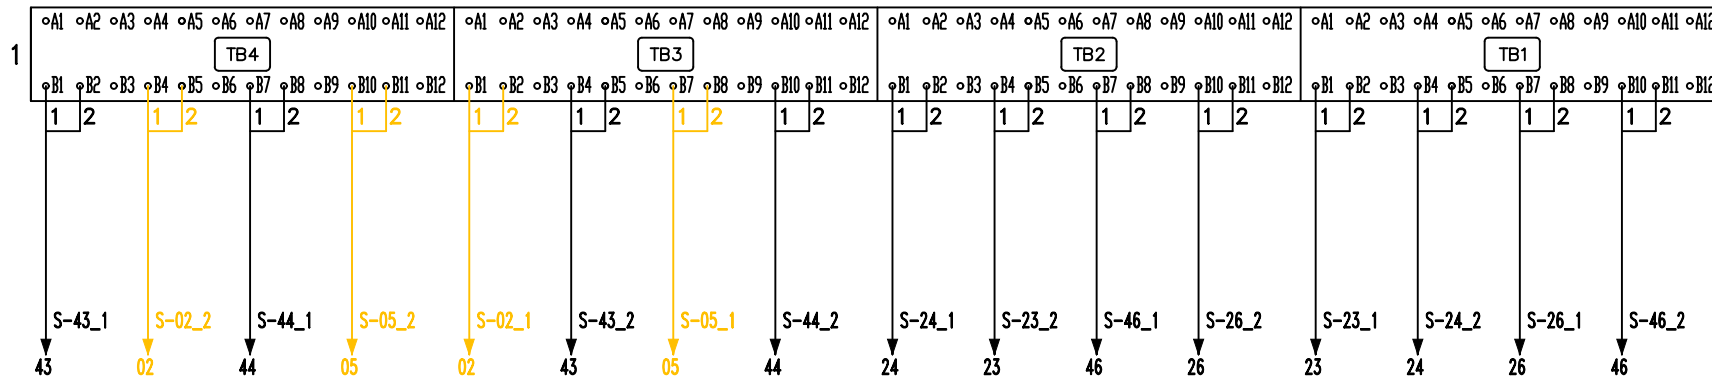 A1 A2 A3 A4 A5 A6 A7 A8 A9 A10 A11 A12 A1 A2 A3 A4 A5 A6 A7 A8 A9 A10 A11 A12 A1 A2 A3 A4 A5 A6 A7 A8 A9 A10 A11 A12 A1 A2 A3 A4 A5 A6 A7 A8 A9 A10 A11 A12
1 TB4 TB3 TB2 TB1
B1 B2 B3 B4 B5 B6 B7 B8 B9 B10 B11 B12 B1 B2 B3 B4 B5 B6 B7 B8 B9 B10 B11 B12 B1 B2 B3 B4 B5 B6 B7 B8 B9 B10 B11 B12 B1 B2 B3 B4 B5 B6 B7 B8 B9 B10 B11 B12
1 2 1 2 1 2 1 2 1 2 1 2 1 2 1 2 1 2 1 2 1 2 1 2 1 2 1 2 1 2 1 2
S-43_1 S-02_2 S-44_1 S-05_2 S-02_1 S-43_2 S-05_1 S-44_2 S-24_1 S-23_2 S-46_1 S-26_2 S-23_1 S-24_2 S-26_1 S-46_2
43 02 44 05 02 43 05 44 24 23 46 26 23 24 26 46